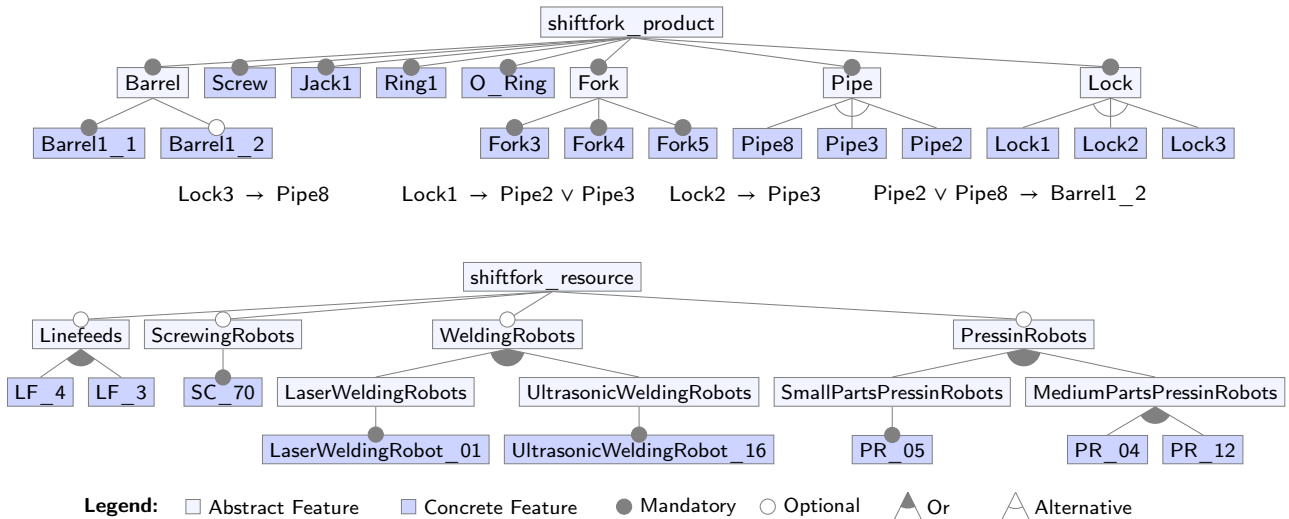 shiftfork_product
Barrel Screw Jack1 Ring1 O_Ring Fork Pipe Lock
Barrel1_1 Barrel1_2 Fork3 Fork4 Fork5 Pipe8 Pipe3 Pipe2 Lock1 Lock2 Lock3
Lock3 → Pipe8 Lock1 → Pipe2 ∨ Pipe3 Lock2 → Pipe3 Pipe2 ∨ Pipe8 → Barrel1_2
shiftfork_resource
Linefeeds ScrewingRobots WeldingRobots PressinRobots
LF_4 LF_3 SC_70 LaserWeldingRobots UltrasonicWeldingRobots SmallPartsPressinRobots MediumPartsPressinRobots
LaserWeldingRobot_01 UltrasonicWeldingRobot_16 PR_05 PR_04 PR_12
Legend: Abstract Feature Concrete Feature Mandatory Optional Or Alternative